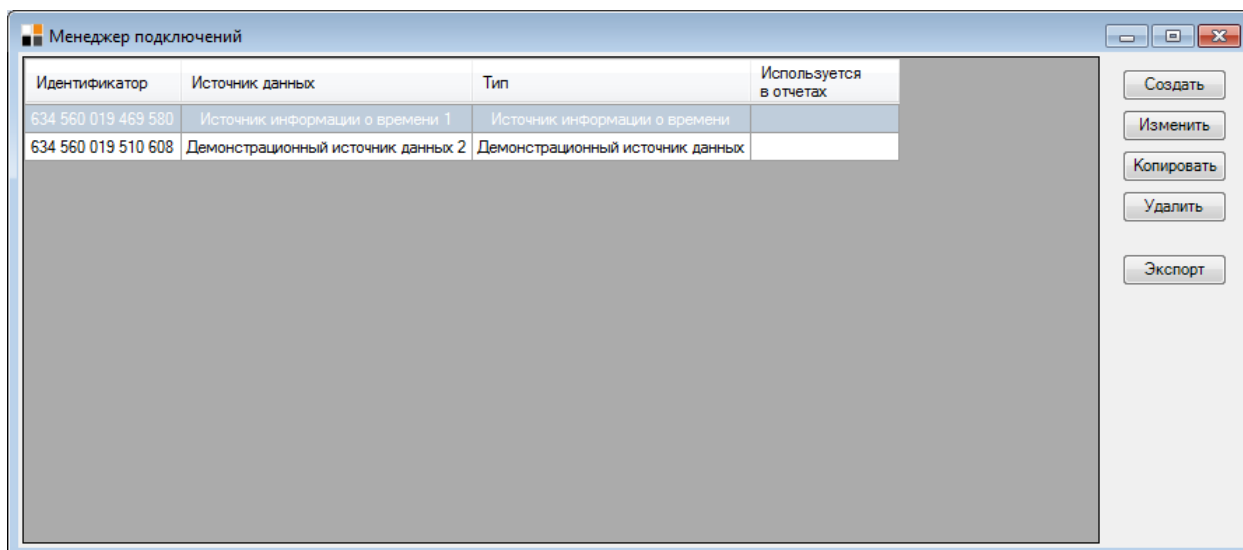 Менеджер подключений
Идентификатор Источник данных Тип Используется
в отчетах
634 560 019 469 580 Источник информации о времени 1 Источник информации о времени
634 560 019 510 608 Демонстрационный источник данных 2 Демонстрационный источник данных
Создать
Изменить
Копировать
Удалить
Экспорт